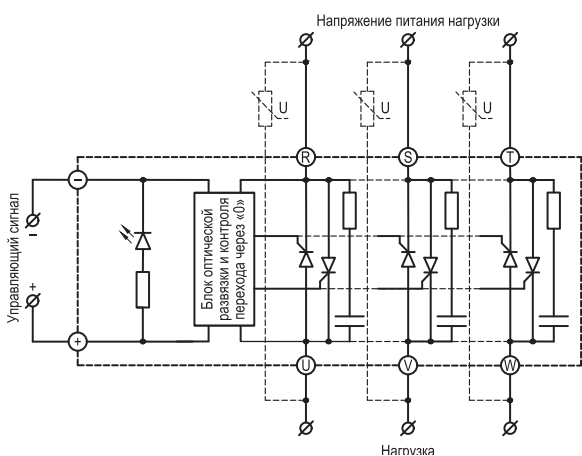 Напряжение питания нагрузки
U
U
U
R
S
T
−
Управляющий сигнал
−
+
Блок оптической
развязки и контроля
перехода через «0»
+
U
V
W
Нагрузка